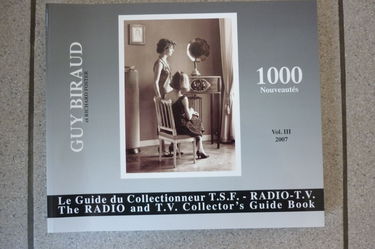 GUY BIRAUD
et RICHARD FOSTER
1000
Nouveautés
Vol. III
2007
Le Guide du Collectionneur T.S.F. - RADIO-T.V.
The RADIO and T.V. Collector's Guide Book